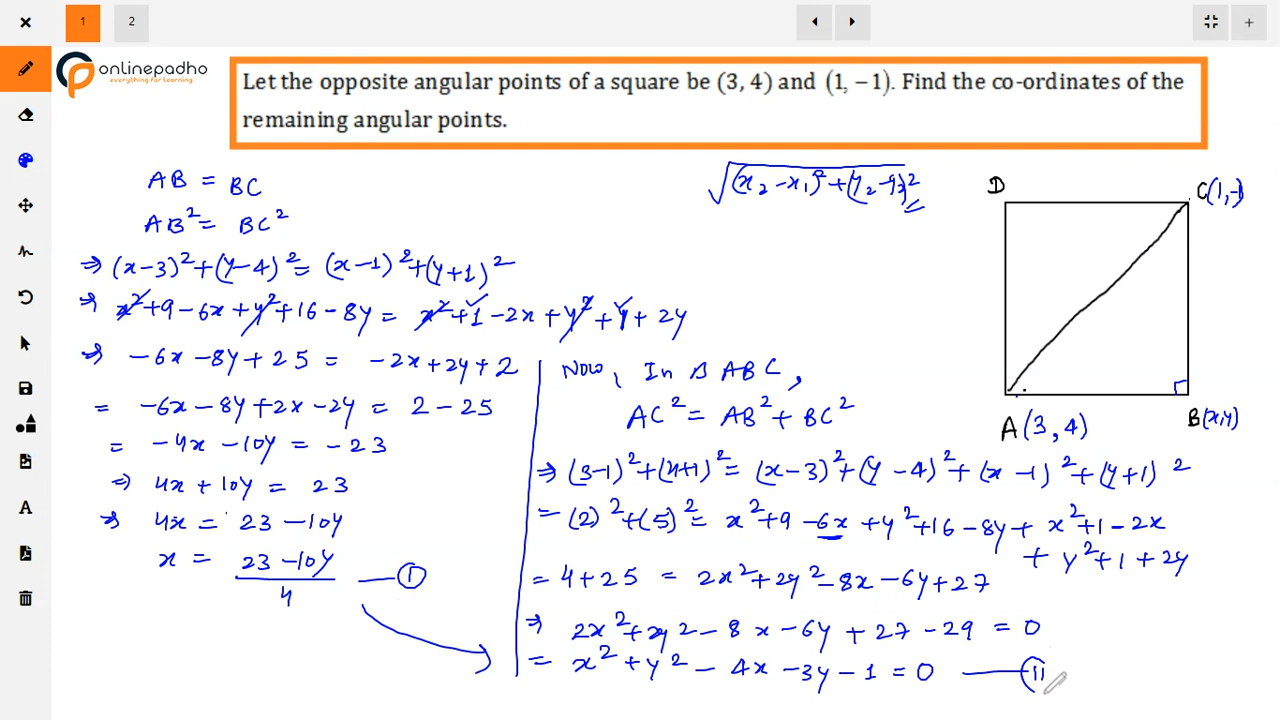 1
2
onlinepadho
everything for learning
Let the opposite angular points of a square be (3, 4) and (1, −1). Find the co-ordinates of the
remaining angular points.
AB = BC
AB² = BC²
⇒ (x−3)²+(y−4)² = (x−1)²+(y+1)²
⇒ x²+9−6x+y²+16−8y = x²+1−2x+y²+1+2y
⇒ −6x−8y+25 = −2x+2y+2
= −6x−8y+2x−2y = 2−25
= −4x−10y = −23
⇒ 4x+10y = 23
⇒ 4x = 23−10y
x = (23−10y)/4 — (1)
√(x₂−x₁)²+(y₂−y₁)²
D
C(1,-1)
A(3,4)
B(x,y)
Now, In Δ ABC,
AC² = AB²+BC²
⇒ (3−1)²+(4+1)² = (x−3)²+(y−4)²+(x−1)²+(y+1)²
= (2)²+(5)² = x²+9−6x+y²+16−8y+x²+1−2x
+y²+1+2y
= 4+25 = 2x²+2y²−8x−6y+27
⇒ 2x²+2y²−8x−6y+27−29 = 0
= x²+y²−4x−3y−1 = 0 — (11)
A